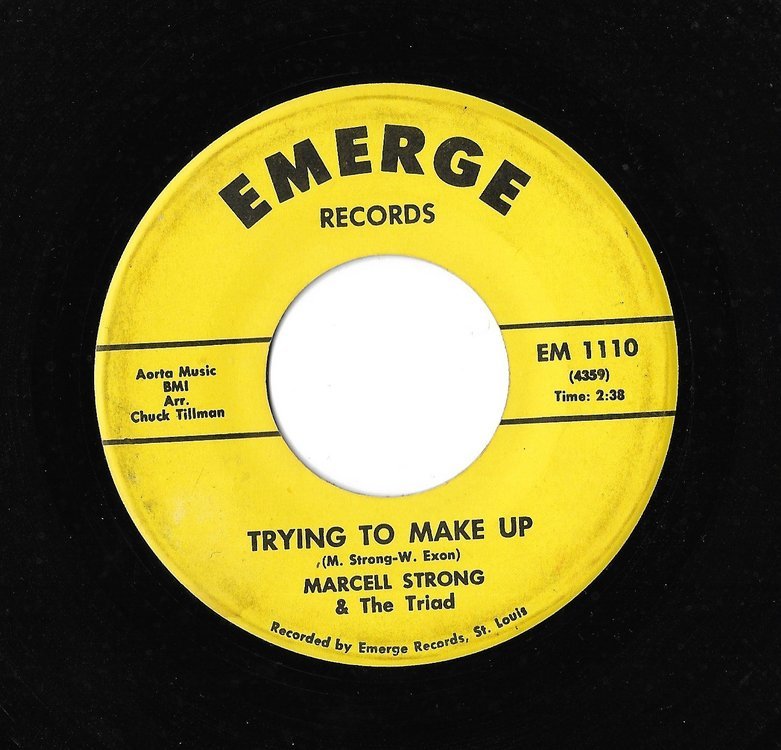 EMERGE
RECORDS
Aorta Music
BMI
Arr.
Chuck Tillman
EM 1110
(4359)
Time: 2:38
TRYING TO MAKE UP
(M. Strong-W. Exon)
MARCELL STRONG
& The Triad
Recorded by Emerge Records, St. Louis